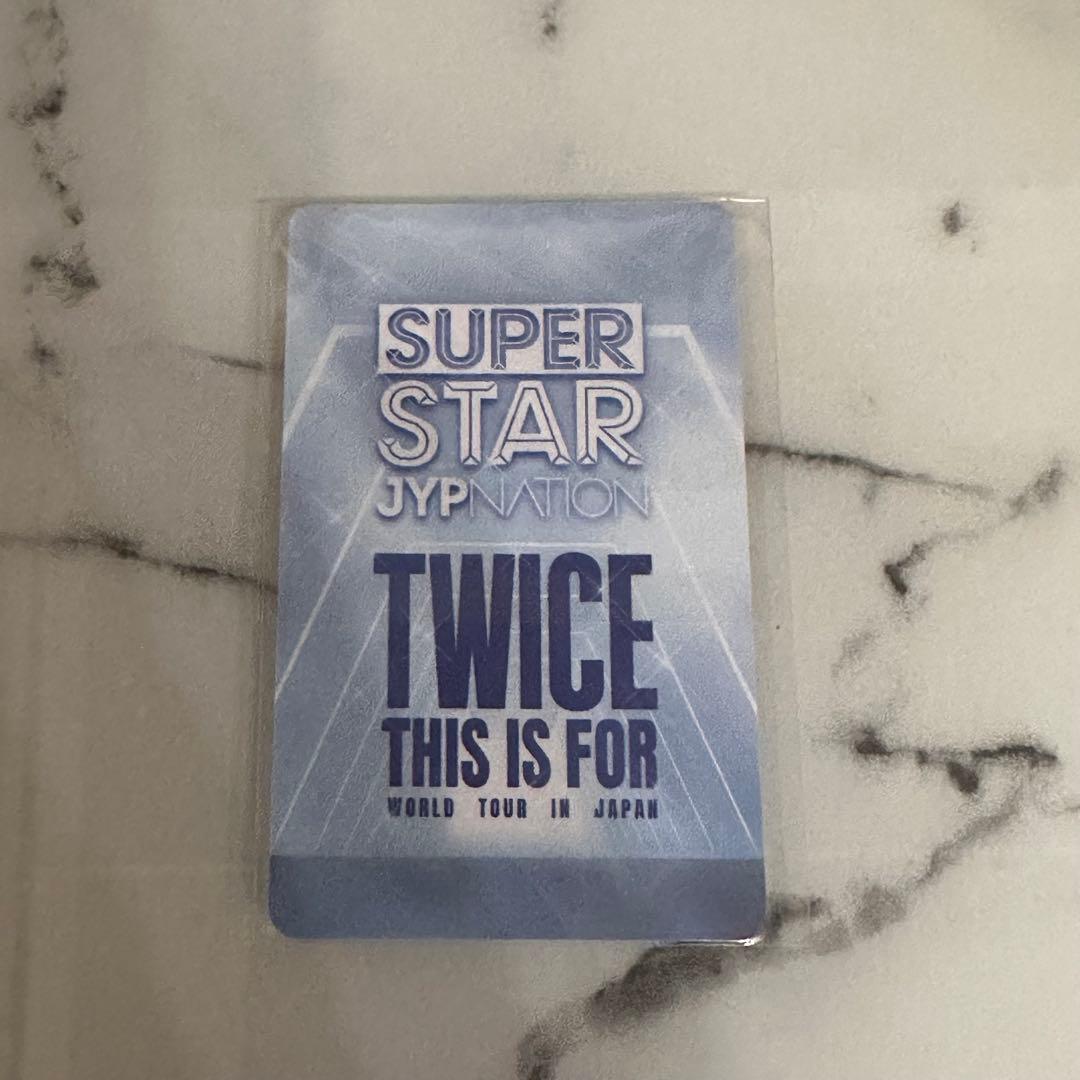 SUPER
STAR
JYPNATION
TWICE
THIS IS FOR
WORLD TOUR IN JAPAN